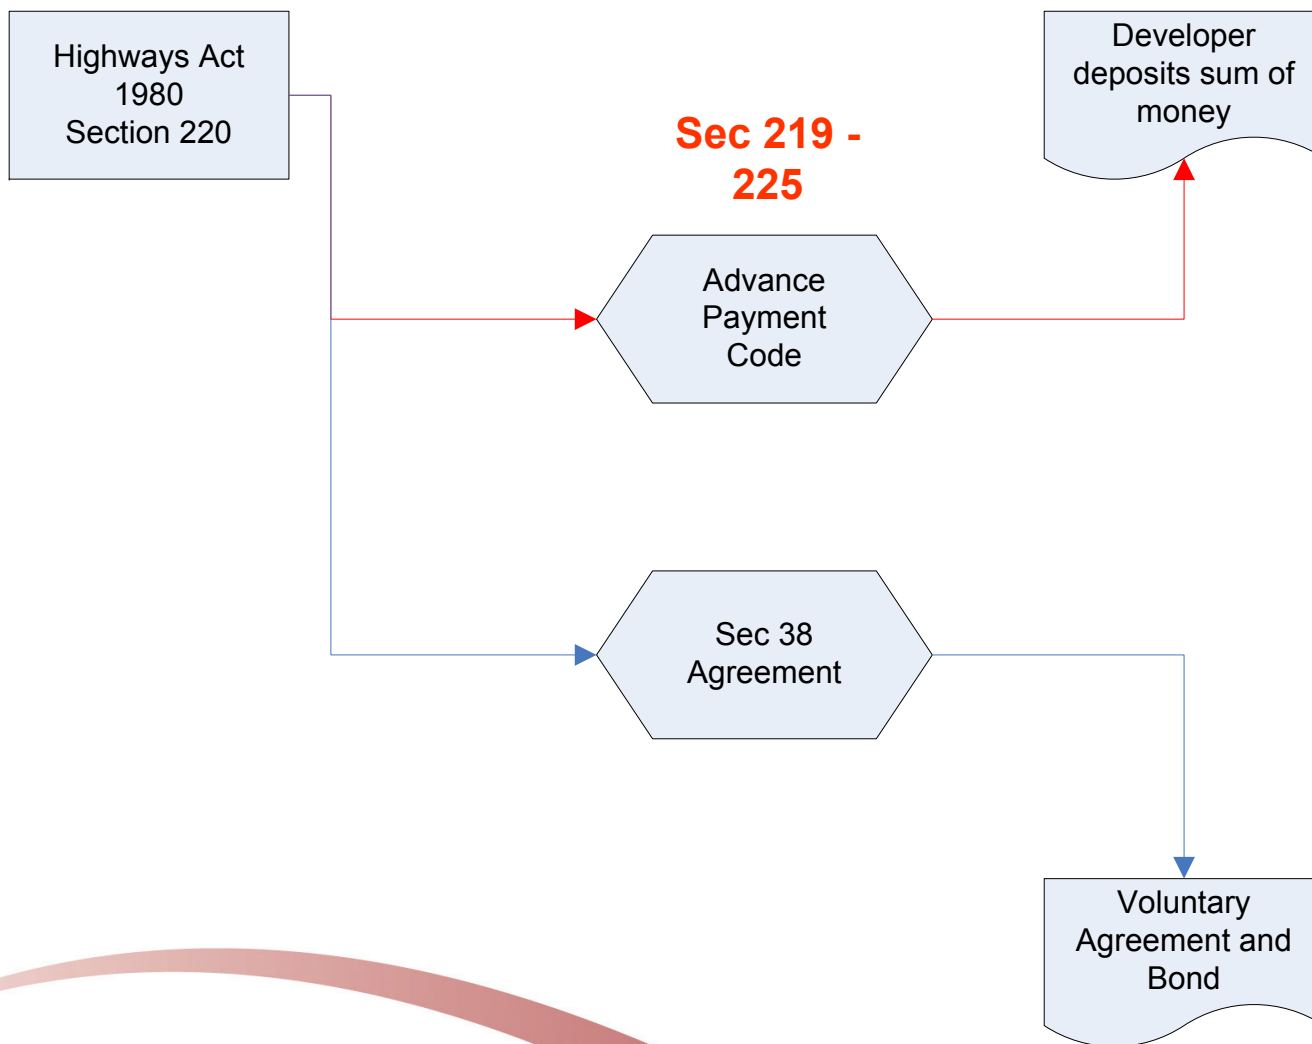 Highways Act
1980
Section 220
Developer
deposits sum of
money
Sec 219 -
225
Advance
Payment
Code
Sec 38
Agreement
Voluntary
Agreement and
Bond